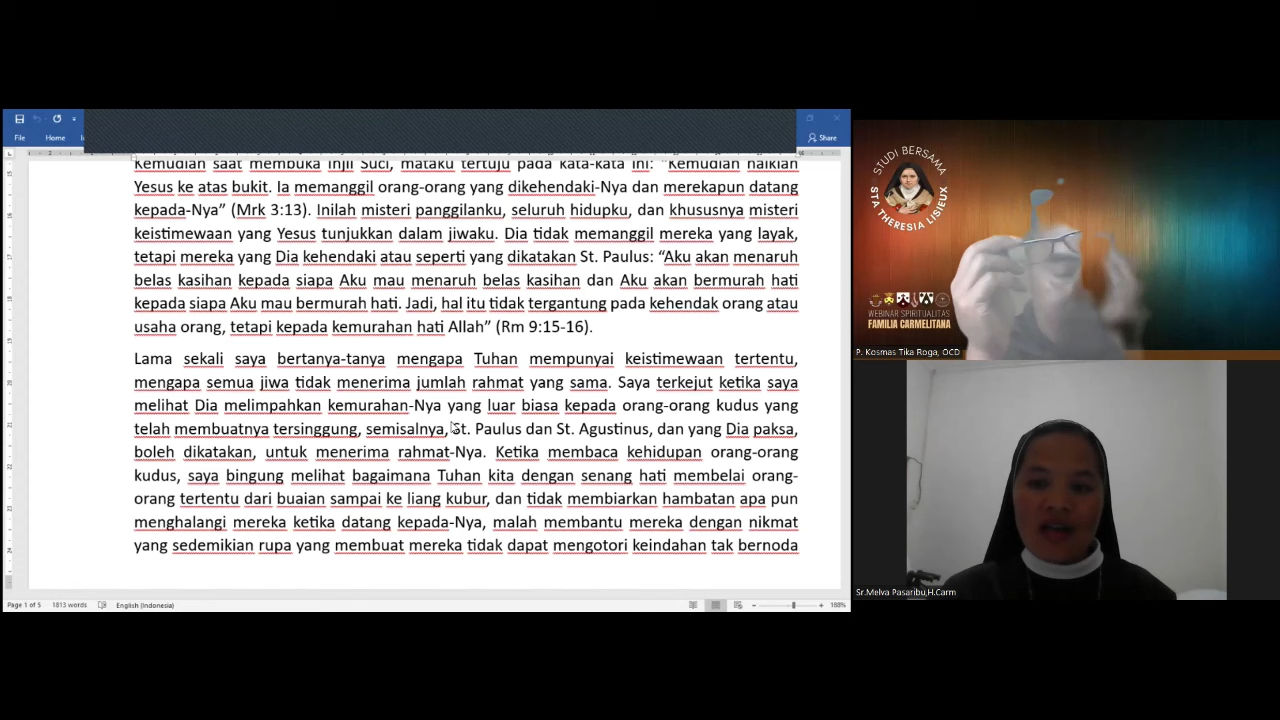 File
Home
Share
Kemudian saat membuka Injil Suci, mataku tertuju pada kata-kata ini: “Kemudian naiklah
Yesus ke atas bukit. Ia memanggil orang-orang yang dikehendaki-Nya dan merekapun datang
kepada-Nya” (Mrk 3:13). Inilah misteri panggilanku, seluruh hidupku, dan khususnya misteri
keistimewaan yang Yesus tunjukkan dalam jiwaku. Dia tidak memanggil mereka yang layak,
tetapi mereka yang Dia kehendaki atau seperti yang dikatakan St. Paulus: “Aku akan menaruh
belas kasihan kepada siapa Aku mau menaruh belas kasihan dan Aku akan bermurah hati
kepada siapa Aku mau bermurah hati. Jadi, hal itu tidak tergantung pada kehendak orang atau
usaha orang, tetapi kepada kemurahan hati Allah” (Rm 9:15-16).
Lama sekali saya bertanya-tanya mengapa Tuhan mempunyai keistimewaan tertentu,
mengapa semua jiwa tidak menerima jumlah rahmat yang sama. Saya terkejut ketika saya
melihat Dia melimpahkan kemurahan-Nya yang luar biasa kepada orang-orang kudus yang
telah membuatnya tersinggung, semisalnya, St. Paulus dan St. Agustinus, dan yang Dia paksa,
boleh dikatakan, untuk menerima rahmat-Nya. Ketika membaca kehidupan orang-orang
kudus, saya bingung melihat bagaimana Tuhan kita dengan senang hati membelai orang-
orang tertentu dari buaian sampai ke liang kubur, dan tidak membiarkan hambatan apa pun
menghalangi mereka ketika datang kepada-Nya, malah membantu mereka dengan nikmat
yang sedemikian rupa yang membuat mereka tidak dapat mengotori keindahan tak bernoda
Page 1 of 5
1813 words
English (Indonesia)
188%
STUDI BERSAMA
STA THERESIA LISIEUX
WEBINAR SPIRITUALITAS
FAMILIA CARMELITANA
P. Kosmas Tika Roga, OCD
Sr.Melva Pasaribu,H.Carm